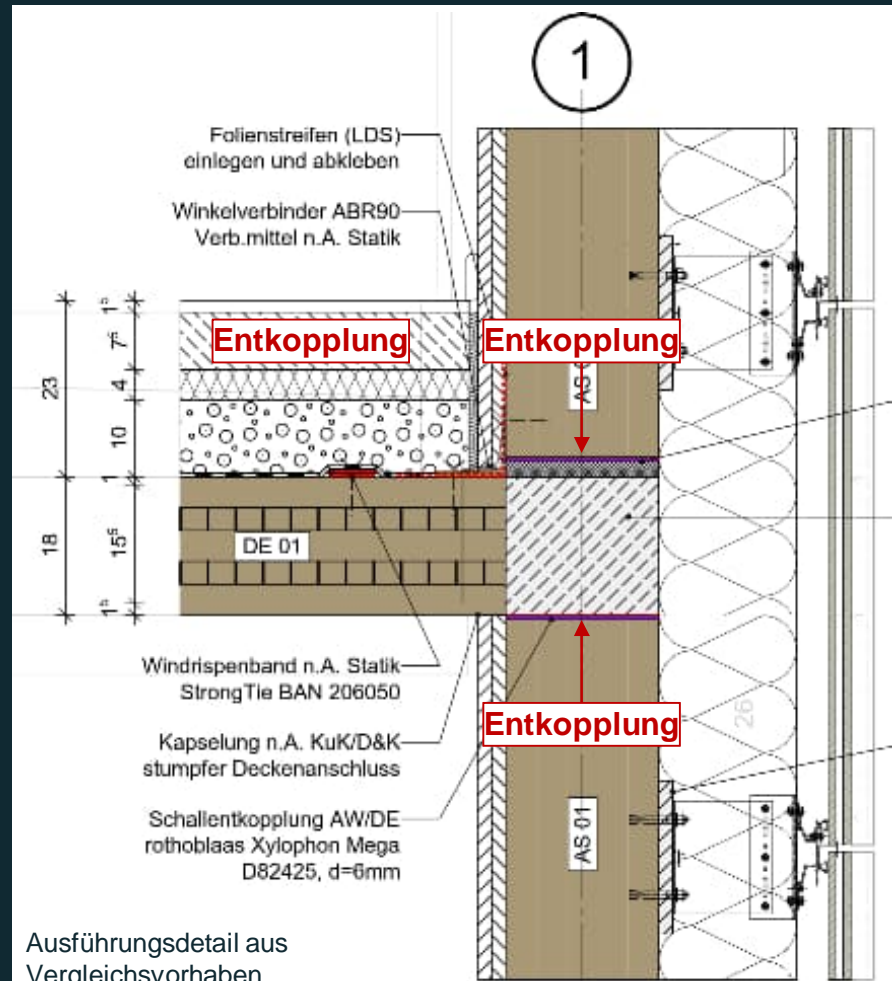 1
Folienstreifen (LDS)
einlegen und abkleben
Winkelverbinder ABR90
Verb.mittel n.A. Statik
Entkopplung
Entkopplung
AS
1⁵
7⁵
4
10
1
15⁵
1⁵
23
18
DE 01
Windrispenband n.A. Statik
StrongTie BAN 206050
Entkopplung
26
Kapselung n.A. KuK/D&K
stumpfer Deckenanschluss
Schallentkopplung AW/DE
rothoblaas Xylophon Mega
D82425, d=6mm
AS 01
Ausführungsdetail aus
Vergleichsvorhaben